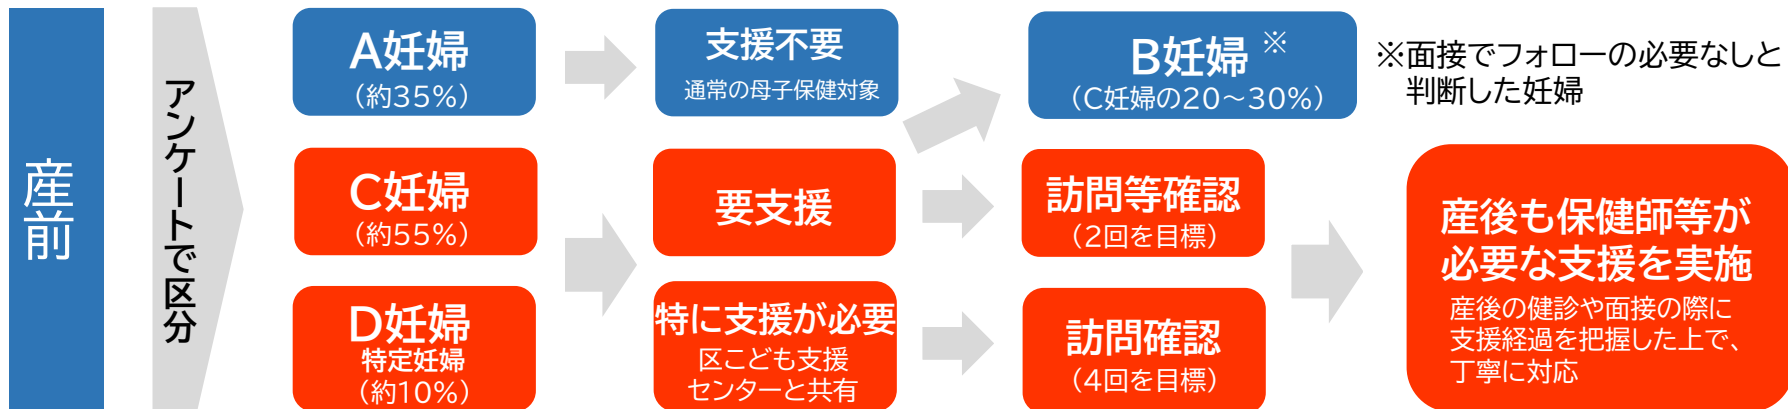 産前
アンケートで区分
A妊婦
（約35%）
支援不要
通常の母子保健対象
B妊婦※
（C妊婦の20～30%）
※面接でフォローの必要なしと
判断した妊婦
C妊婦
（約55%）
要支援
訪問等確認
（2回を目標）
D妊婦
特定妊婦
（約10%）
特に支援が必要
区こども支援
センターと共有
訪問確認
（4回を目標）
産後も保健師等が
必要な支援を実施
産後の健診や面接の際に
支援経過を把握した上で、
丁寧に対応